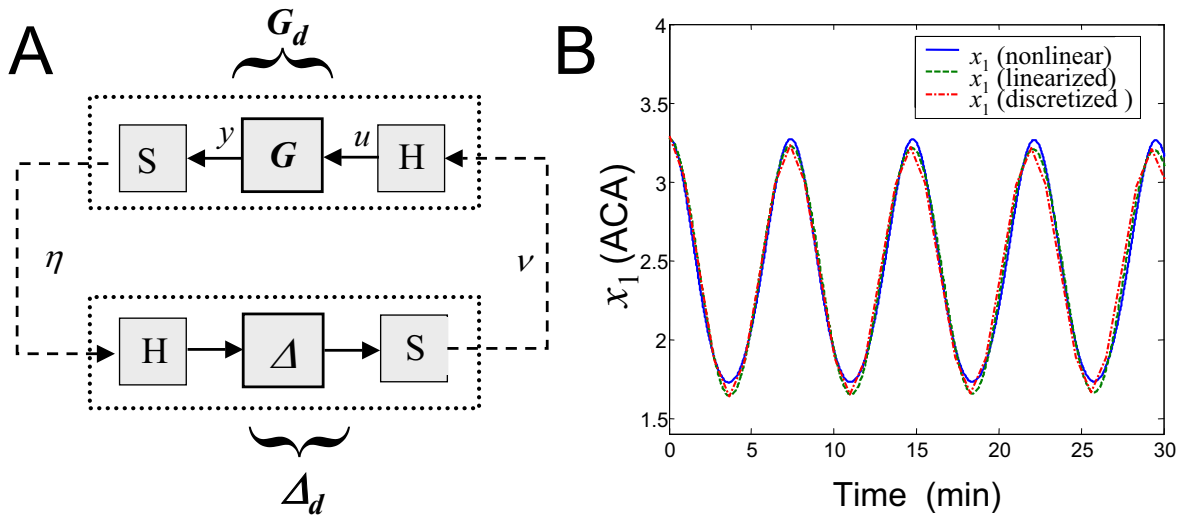 A
G_d
S
y
G
u
H
η
ν
H
Δ
S
Δ_d
B
4
3.5
3
2.5
2
1.5
x_1 (ACA)
x_1 (nonlinear)
x_1 (linearized)
x_1 (discretized )
0
5
10
15
20
25
30
Time (min)